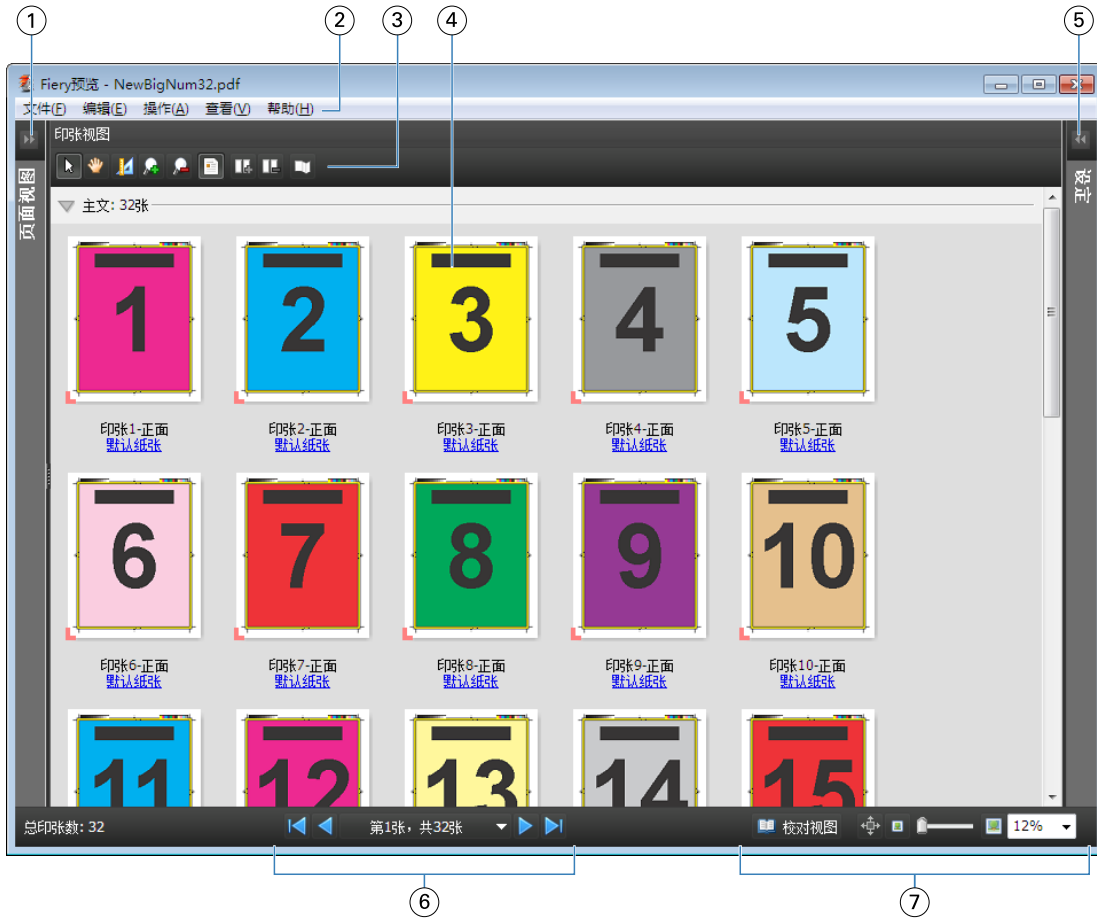 1 2 3 4 5
Fiery预览 - NewBigNum32.pdf
文件(F) 编辑(E) 操作(A) 查看(V) 帮助(H)
印张视图
页面视图
设定
主文: 32张
1 2 3 4 5
印张1-正面 印张2-正面 印张3-正面 印张4-正面 印张5-正面
默认纸张 默认纸张 默认纸张 默认纸张 默认纸张
6 7 8 9 10
印张6-正面 印张7-正面 印张8-正面 印张9-正面 印张10-正面
默认纸张 默认纸张 默认纸张 默认纸张 默认纸张
11 12 13 14 15
总印张数: 32 第1张，共32张 校对视图 12%
6 7